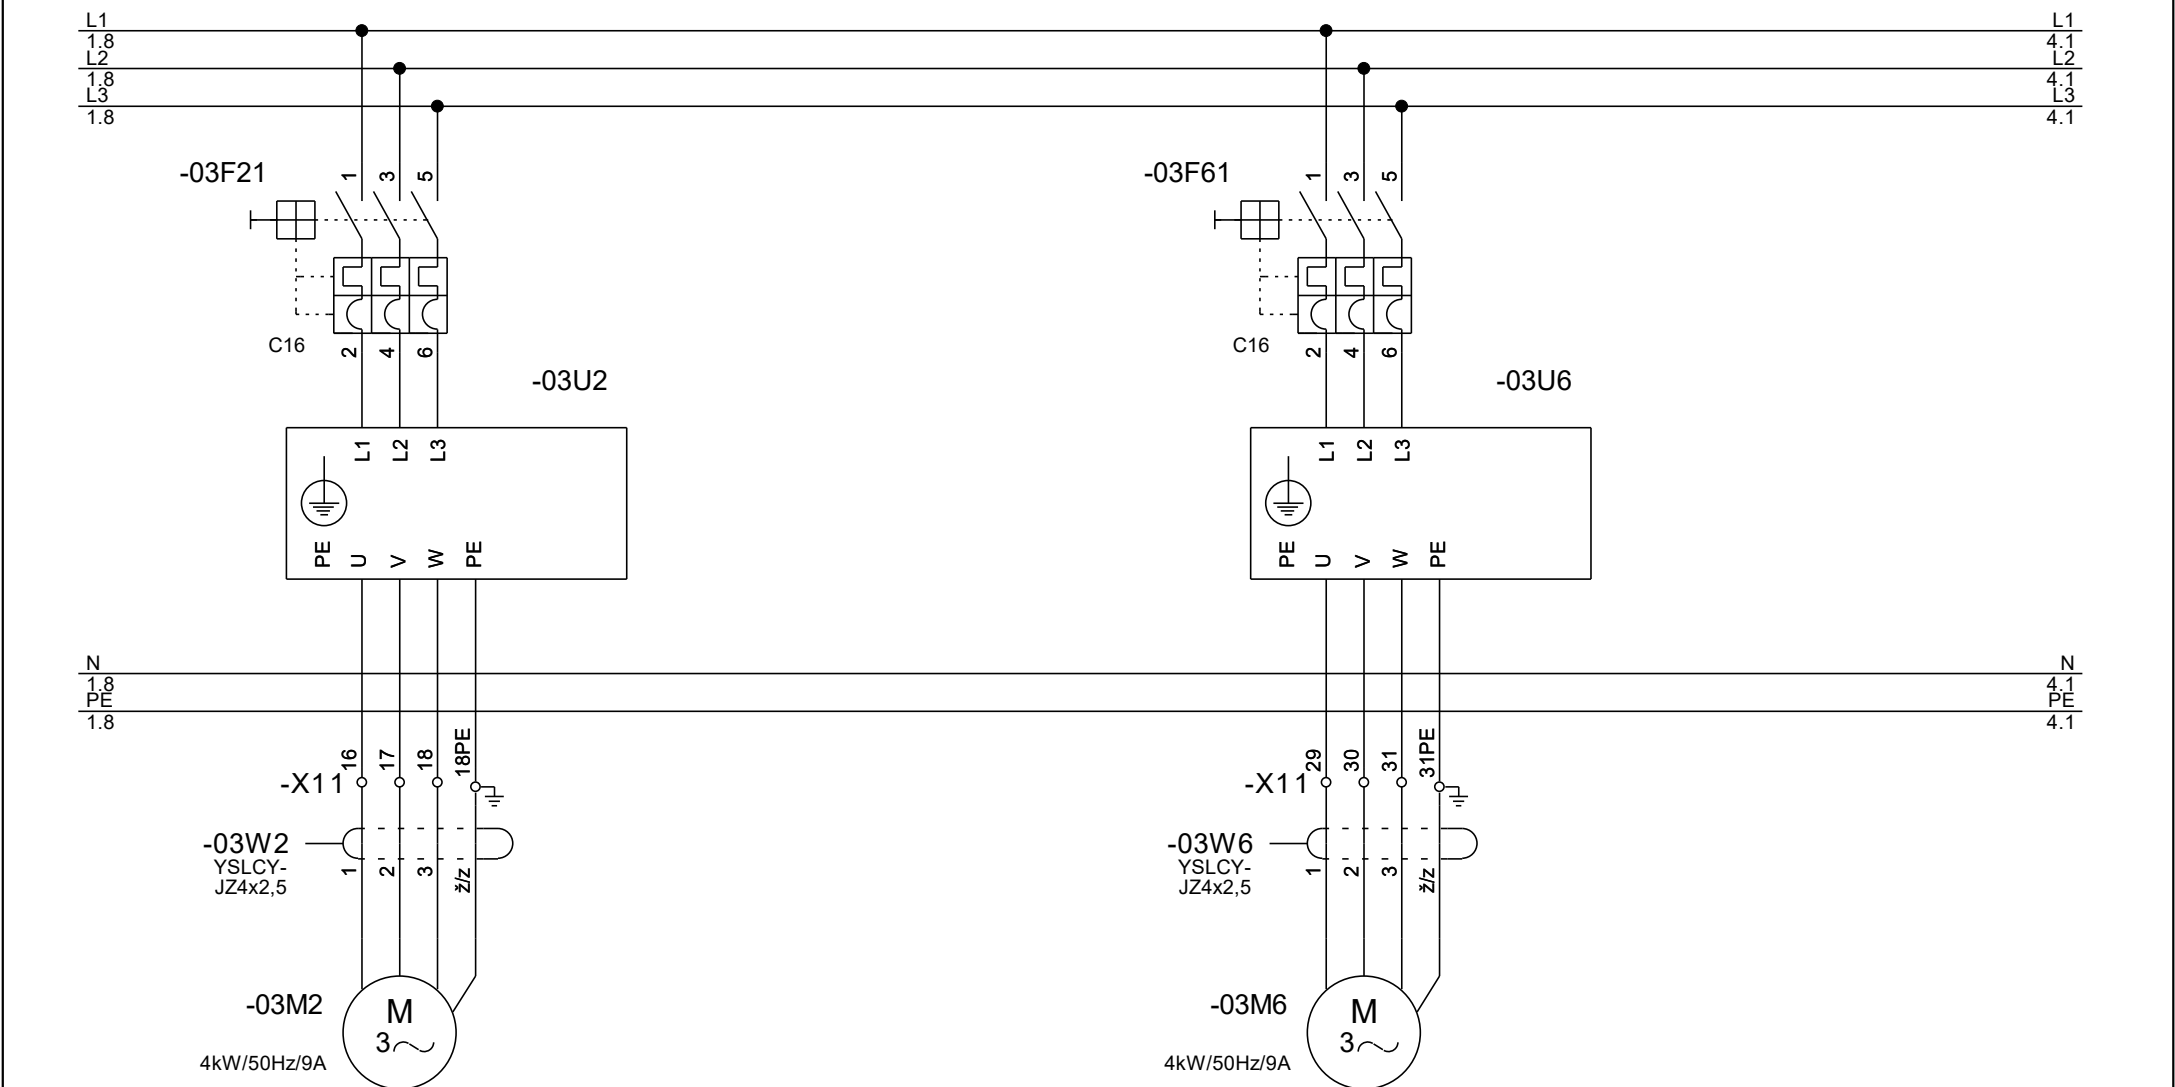 L1
1.8
L2
1.8
L3
1.8
L1
4.1
L2
4.1
L3
4.1
-03F21
1 3 5
C16
2 4 6
-03U2
L1 L2 L3
PE U V W PE
-03F61
1 3 5
C16
2 4 6
-03U6
L1 L2 L3
PE U V W PE
N
1.8
PE
1.8
N
4.1
PE
4.1
-X11
16 17 18 18PE
-03W2
YSLCY-
JZ4x2,5
1 2 3 ž/z
-03M2
M
3
4kW/50Hz/9A
-X11
29 30 31 31PE
-03W6
YSLCY-
JZ4x2,5
1 2 3 ž/z
-03M6
M
3
4kW/50Hz/9A